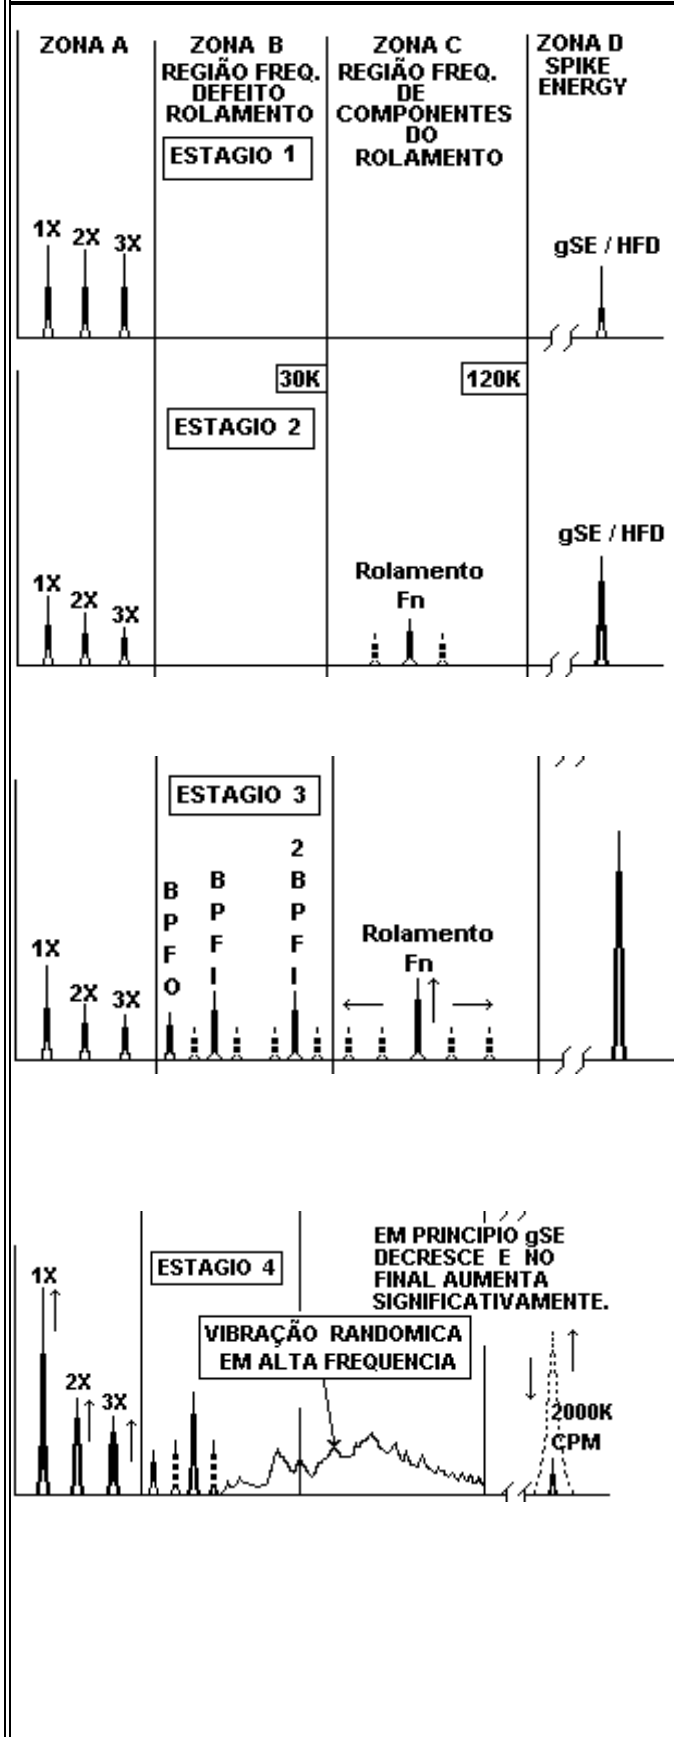 ZONA A
ZONA B
REGIÃO FREQ.
DEFEITO
ROLAMENTO
ZONA C
REGIÃO FREQ.
DE
COMPONENTES
DO
ROLAMENTO
ZONA D
SPIKE
ENERGY
ESTAGIO 1
1X
2X
3X
gSE / HFD
30K
120K
ESTAGIO 2
1X
2X
3X
Rolamento
Fn
gSE / HFD
ESTAGIO 3
1X
2X
3X
BPFO
BPFI
2BPFI
Rolamento
Fn
ESTAGIO 4
1X
2X
3X
EM PRINCIPIO gSE
DECRESCE E NO
FINAL AUMENTA
SIGNIFICATIVAMENTE.
VIBRAÇÃO RANDOMICA
EM ALTA FREQUENCIA
2000K
CPM